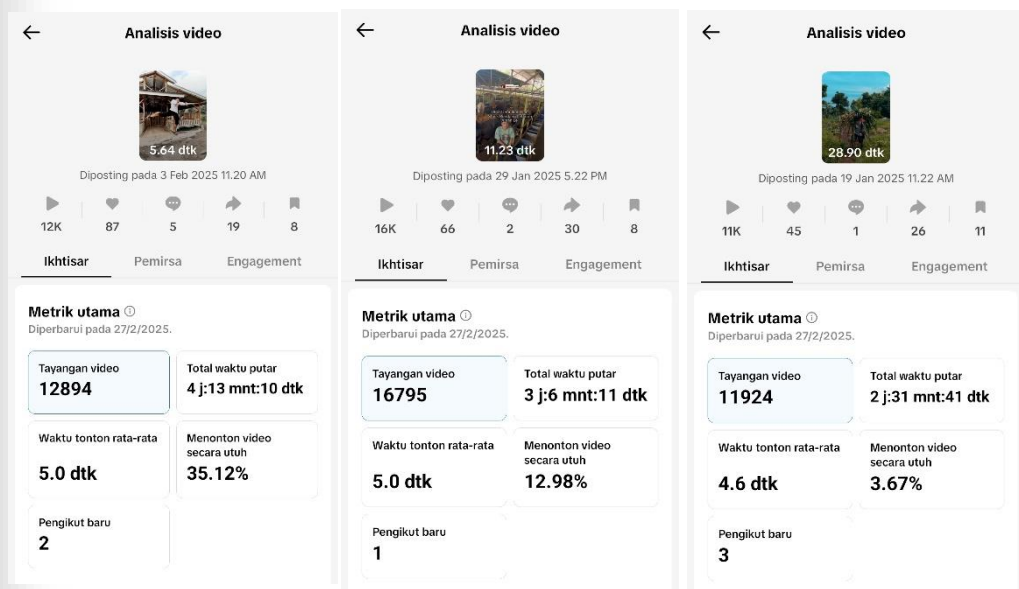 Analisis video
5.64 dtk
Diposting pada 3 Feb 2025 11.20 AM
12K 87 5 19 8
Ikhtisar Pemirsa Engagement
Metrik utama
Diperbarui pada 27/2/2025.
Tayangan video
12894
Total waktu putar
4 j:13 mnt:10 dtk
Waktu tonton rata-rata
5.0 dtk
Menonton video
secara utuh
35.12%
Pengikut baru
2
Analisis video
11.23 dtk
Diposting pada 29 Jan 2025 5.22 PM
16K 66 2 30 8
Ikhtisar Pemirsa Engagement
Metrik utama
Diperbarui pada 27/2/2025.
Tayangan video
16795
Total waktu putar
3 j:6 mnt:11 dtk
Waktu tonton rata-rata
5.0 dtk
Menonton video
secara utuh
12.98%
Pengikut baru
1
Analisis video
28.90 dtk
Diposting pada 19 Jan 2025 11.22 AM
11K 45 1 26 11
Ikhtisar Pemirsa Engagement
Metrik utama
Diperbarui pada 27/2/2025.
Tayangan video
11924
Total waktu putar
2 j:31 mnt:41 dtk
Waktu tonton rata-rata
4.6 dtk
Menonton video
secara utuh
3.67%
Pengikut baru
3